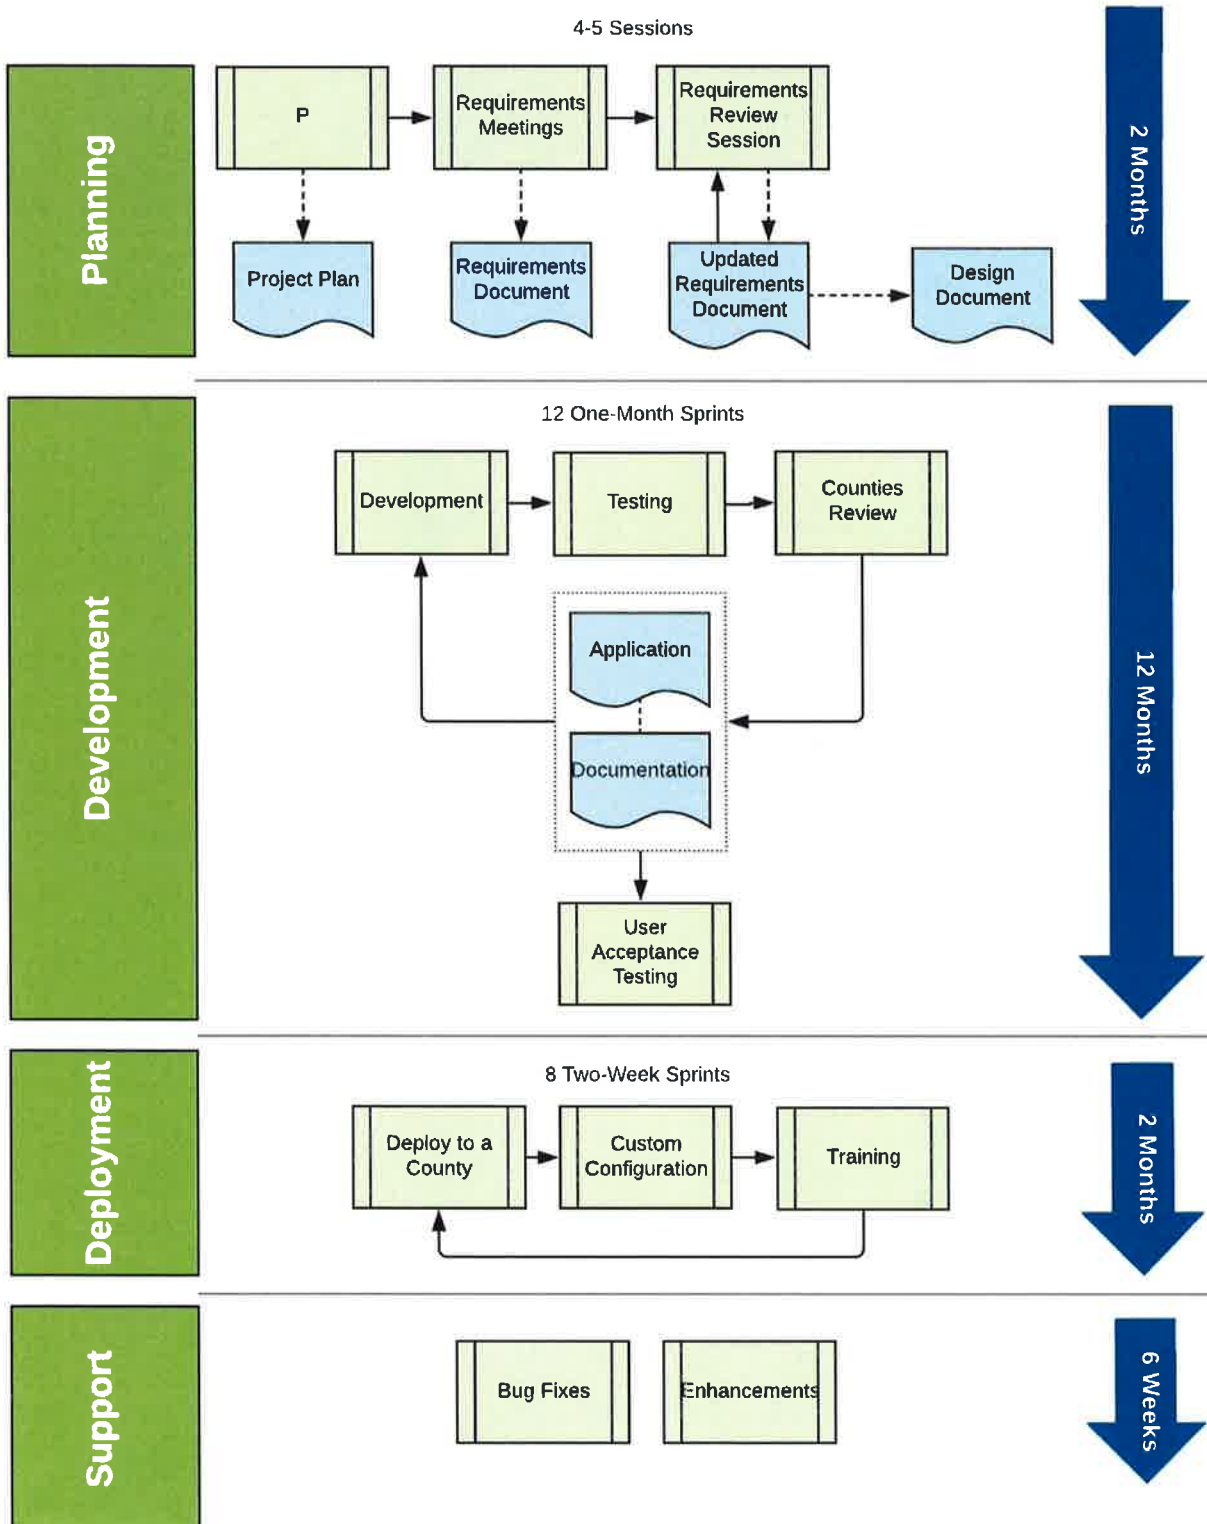 4-5 Sessions
Planning
P
Requirements
Meetings
Requirements
Review
Session
2 Months
Project Plan
Requirements
Document
Updated
Requirements
Document
Design
Document
12 One-Month Sprints
Development
Development
Testing
Counties
Review
12 Months
Application
Documentation
User
Acceptance
Testing
8 Two-Week Sprints
Deployment
Deploy to a
County
Custom
Configuration
Training
2 Months
Support
Bug Fixes
Enhancements
6 Weeks